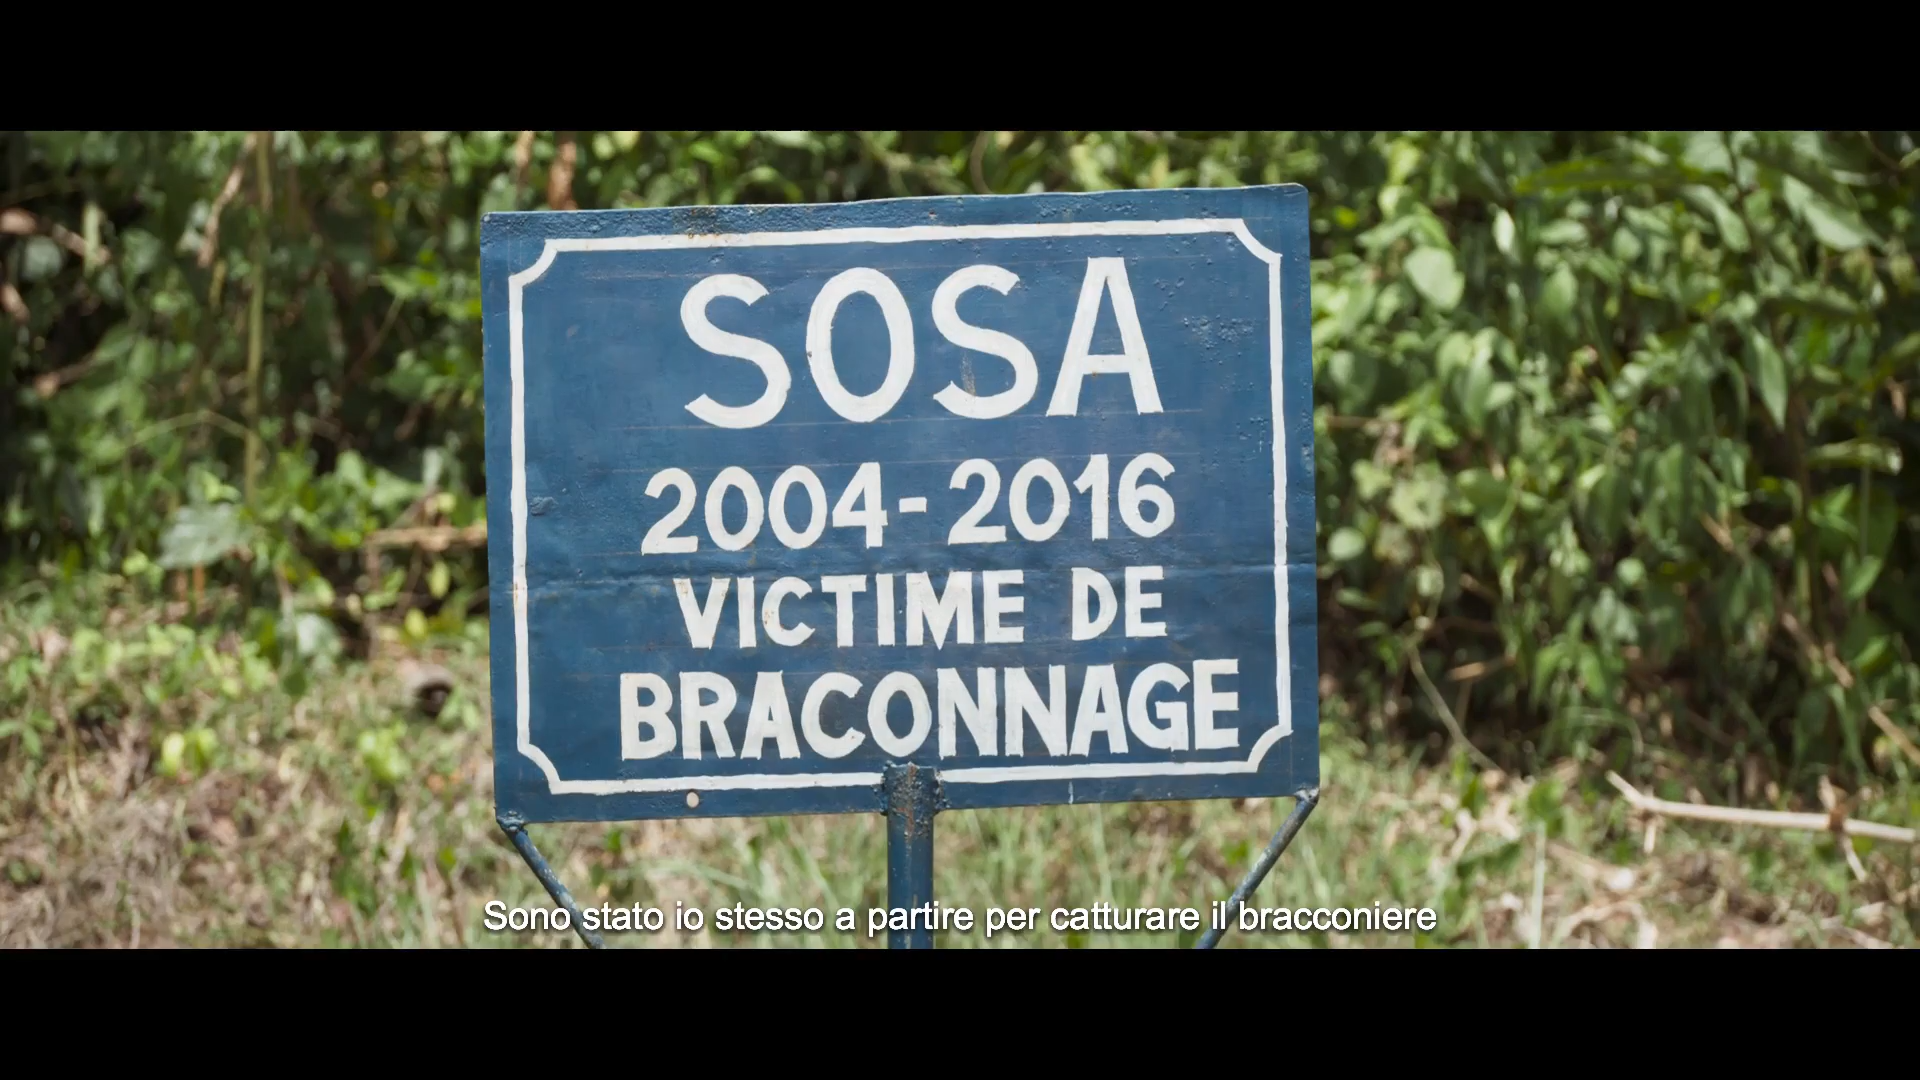 SOSA
2004-2016
VICTIME DE
BRACONNAGE
Sono stato io stesso a partire per catturare il bracconiere